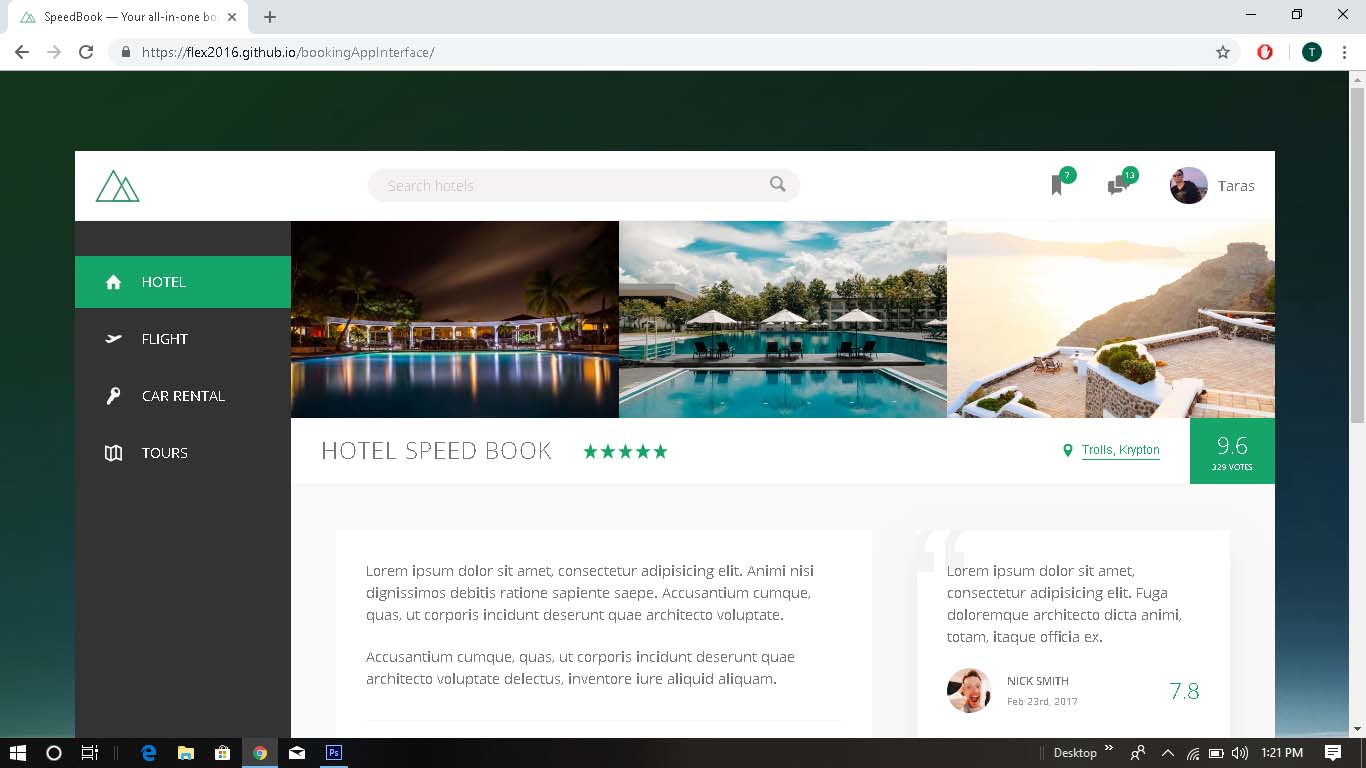 SpeedBook — Your all-in-one bo
https://flex2016.github.io/bookingAppInterface/
T
Search hotels
7
13
Taras
HOTEL
FLIGHT
CAR RENTAL
TOURS
HOTEL SPEED BOOK
Trolls, Krypton
9.6
329 VOTES
Lorem ipsum dolor sit amet, consectetur adipisicing elit. Animi nisi
dignissimos debitis ratione sapiente saepe. Accusantium cumque,
quas, ut corporis incidunt deserunt quae architecto voluptate.
Accusantium cumque, quas, ut corporis incidunt deserunt quae
architecto voluptate delectus, inventore iure aliquid aliquam.
“
Lorem ipsum dolor sit amet,
consectetur adipisicing elit. Fuga
doloremque architecto dicta animi,
totam, itaque officia ex.
NICK SMITH
Feb 23rd, 2017
7.8
Ps
Desktop
1:21 PM